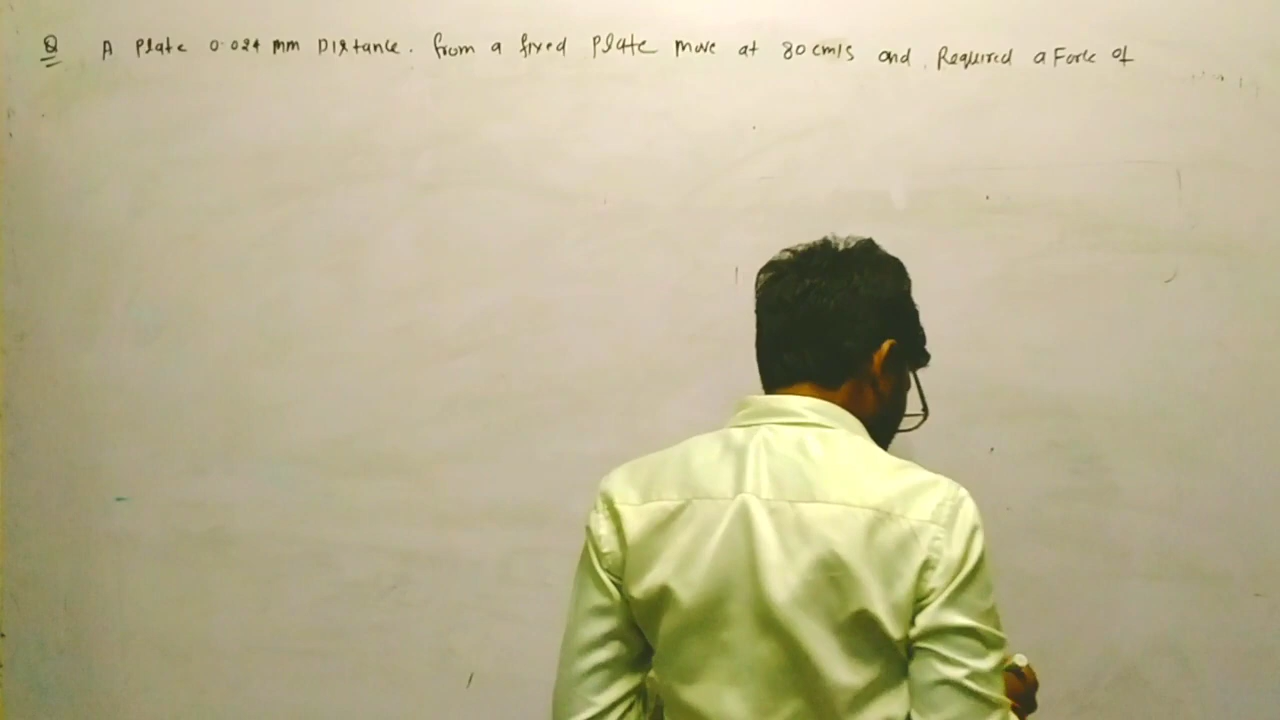 Q A Plate 0.024 mm Distance. from a fixed Plate move at 80 cm/s and Required a Force of